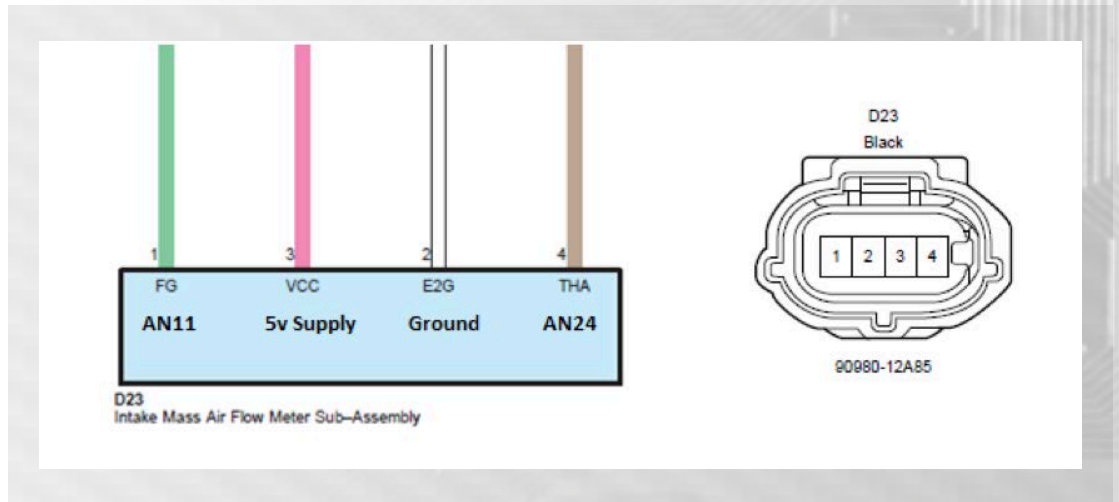 D23
Black
1 3 2 4
FG VCC E2G THA
AN11 5v Supply Ground AN24
1 2 3 4
90980-12A85
D23
Intake Mass Air Flow Meter Sub–Assembly